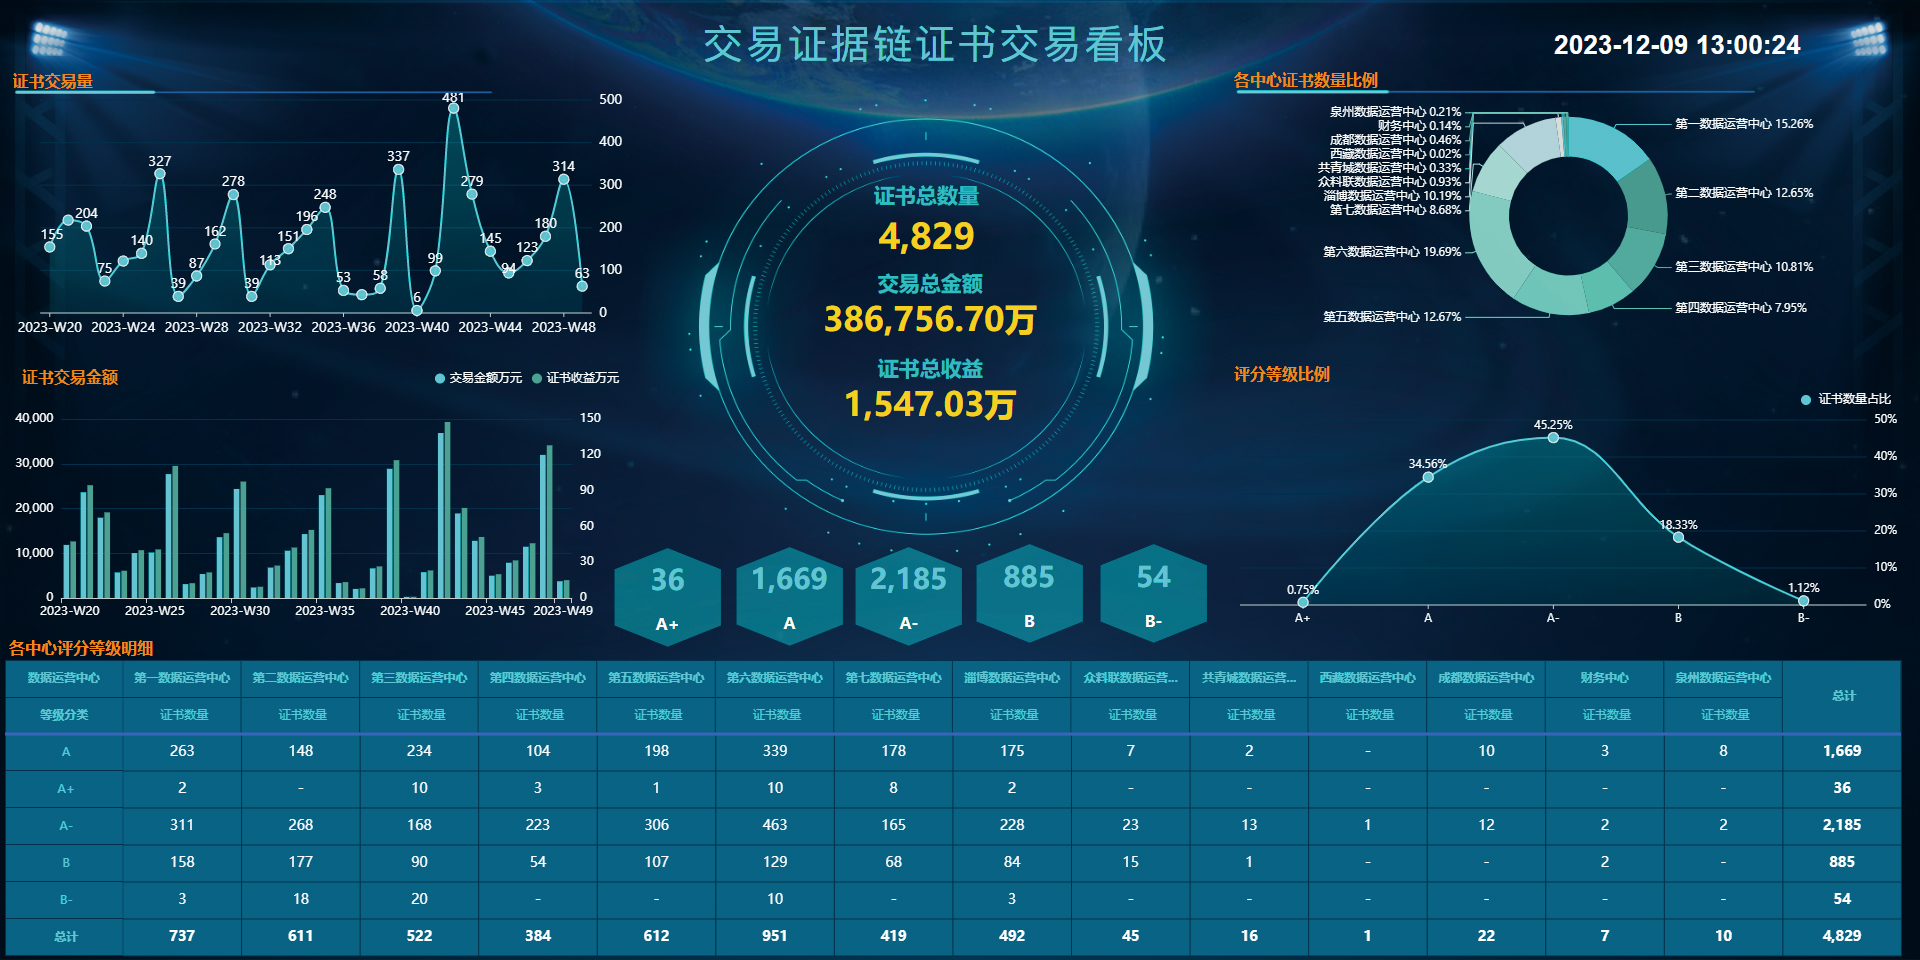 交易证据链证书交易看板
2023-12-09 13:00:24
证书交易量
500
400
300
200
100
0
155
204
75
140
327
39
87
162
278
39
113
151
196
248
53
58
337
6
99
481
279
145
94
123
180
314
63
2023-W20 2023-W24 2023-W28 2023-W32 2023-W36 2023-W40 2023-W44 2023-W48
证书总数量
4,829
交易总金额
386,756.70万
证书总收益
1,547.03万
各中心证书数量比例
泉州数据运营中心 0.21%
财务中心 0.14%
成都数据运营中心 0.46%
西藏数据运营中心 0.02%
共青城数据运营中心 0.33%
众料联数据运营中心 0.93%
淄博数据运营中心 10.19%
第七数据运营中心 8.68%
第六数据运营中心 19.69%
第五数据运营中心 12.67%
第一数据运营中心 15.26%
第二数据运营中心 12.65%
第三数据运营中心 10.81%
第四数据运营中心 7.95%
证书交易金额
交易金额万元 证书收益万元
40,000
30,000
20,000
10,000
0
150
120
90
60
30
0
2023-W20 2023-W25 2023-W30 2023-W35 2023-W40 2023-W45 2023-W49
36
A+
1,669
A
2,185
A-
885
B
54
B-
评分等级比例
证书数量占比
50%
40%
30%
20%
10%
0%
0.75%
34.56%
45.25%
18.33%
1.12%
A+ A A- B B-
各中心评分等级明细
数据运营中心 第一数据运营中心 第二数据运营中心 第三数据运营中心 第四数据运营中心 第五数据运营中心 第六数据运营中心 第七数据运营中心 淄博数据运营中心 众料联数据运营... 共青城数据运营... 西藏数据运营中心 成都数据运营中心 财务中心 泉州数据运营中心 总计
等级分类 证书数量 证书数量 证书数量 证书数量 证书数量 证书数量 证书数量 证书数量 证书数量 证书数量 证书数量 证书数量 证书数量 证书数量
A 263 148 234 104 198 339 178 175 7 2 - 10 3 8 1,669
A+ 2 - 10 3 1 10 8 2 - - - - - - 36
A- 311 268 168 223 306 463 165 228 23 13 1 12 2 2 2,185
B 158 177 90 54 107 129 68 84 15 1 - - 2 - 885
B- 3 18 20 - - 10 - 3 - - - - - - 54
总计 737 611 522 384 612 951 419 492 45 16 1 22 7 10 4,829